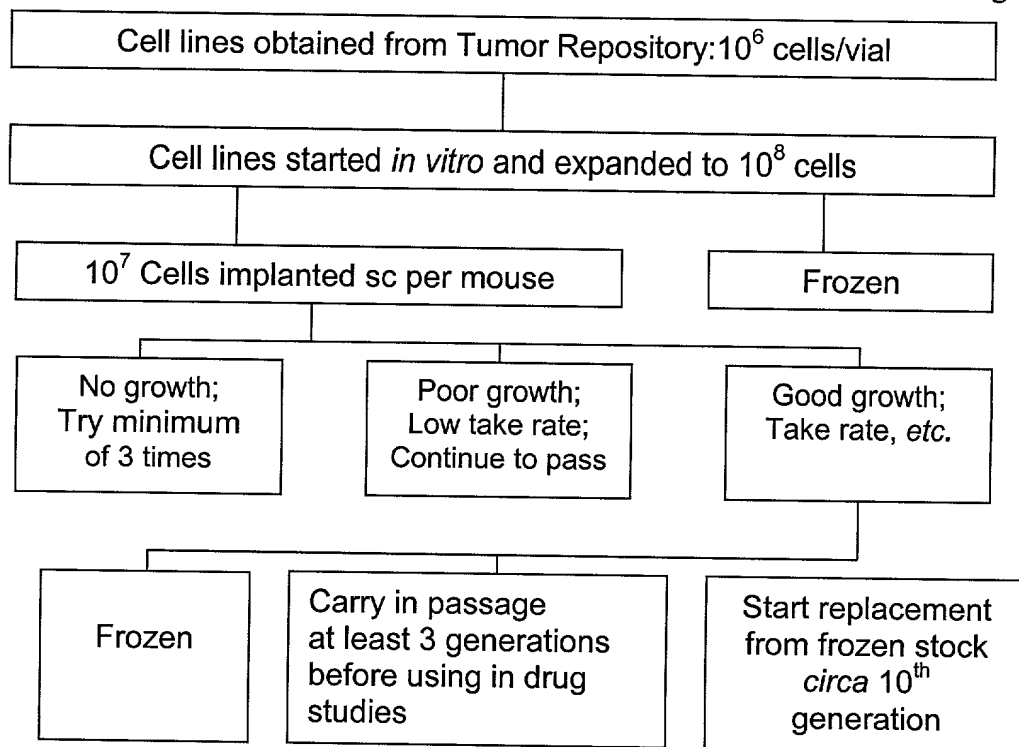 Cell lines obtained from Tumor Repository:10⁶ cells/vial
Cell lines started in vitro and expanded to 10⁸ cells
10⁷ Cells implanted sc per mouse
Frozen
No growth;
Try minimum
of 3 times
Poor growth;
Low take rate;
Continue to pass
Good growth;
Take rate, etc.
Frozen
Carry in passage
at least 3 generations
before using in drug
studies
Start replacement
from frozen stock
circa 10ᵗʰ
generation